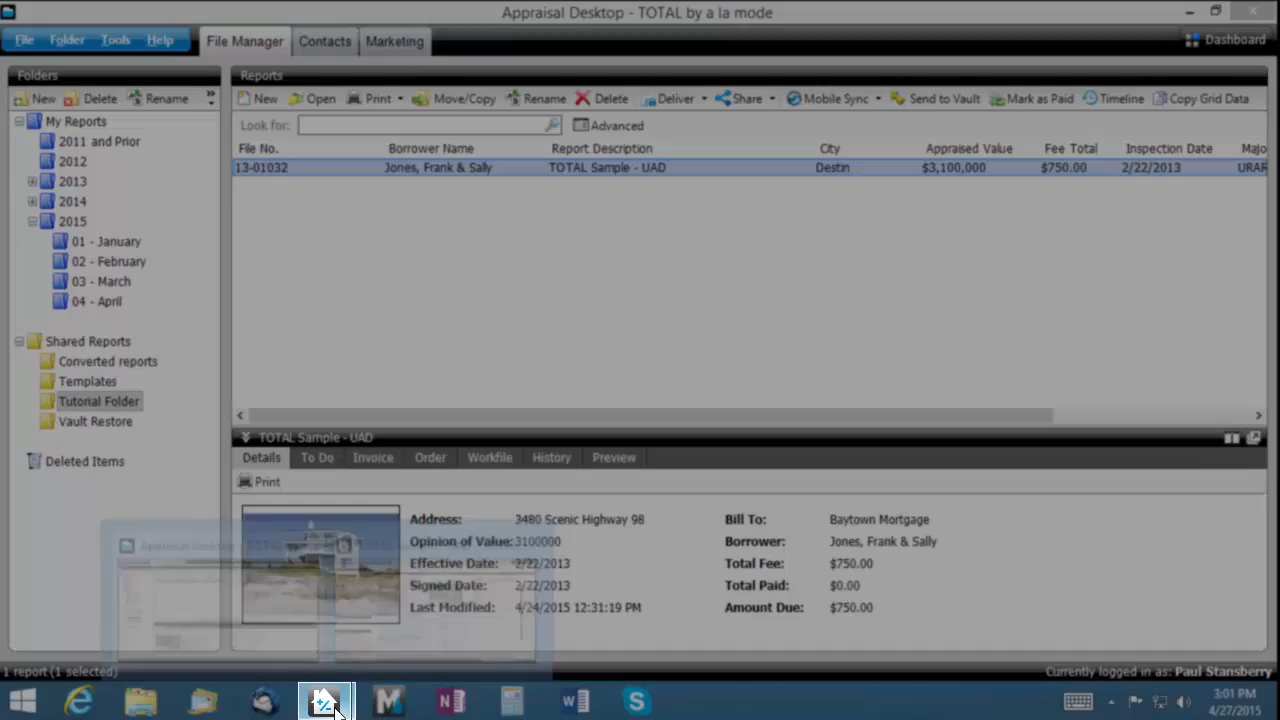 Appraisal Desktop - TOTAL by a la mode
File Folder Tools Help
File Manager Contacts Marketing
Dashboard
Folders
New Delete Rename »
My Reports
2011 and Prior
2012
2013
2014
2015
01 - January
02 - February
03 - March
04 - April
Shared Reports
Converted reports
Templates
Tutorial Folder
Vault Restore
Deleted Items
Reports
New Open Print Move/Copy Rename Delete Deliver Share Mobile Sync Send to Vault Mark as Paid Timeline Copy Grid Data
Look for: Advanced
File No. Borrower Name Report Description City Appraised Value Fee Total Inspection Date Majo
13-01032 Jones, Frank & Sally TOTAL Sample - UAD Destin $3,100,000 $750.00 2/22/2013 URAR
TOTAL Sample - UAD
Details To Do Invoice Order Workfile History Preview
Print
Address: 3480 Scenic Highway 98 Bill To: Baytown Mortgage
Opinion of Value: 3100000 Borrower: Jones, Frank & Sally
Effective Date: 2/22/2013 Total Fee: $750.00
Signed Date: 2/22/2013 Total Paid: $0.00
Last Modified: 4/24/2015 12:31:19 PM Amount Due: $750.00
Appraisal Desktop
1 report (1 selected)
Currently logged in as: Paul Stansberry
3:01 PM
4/27/2015